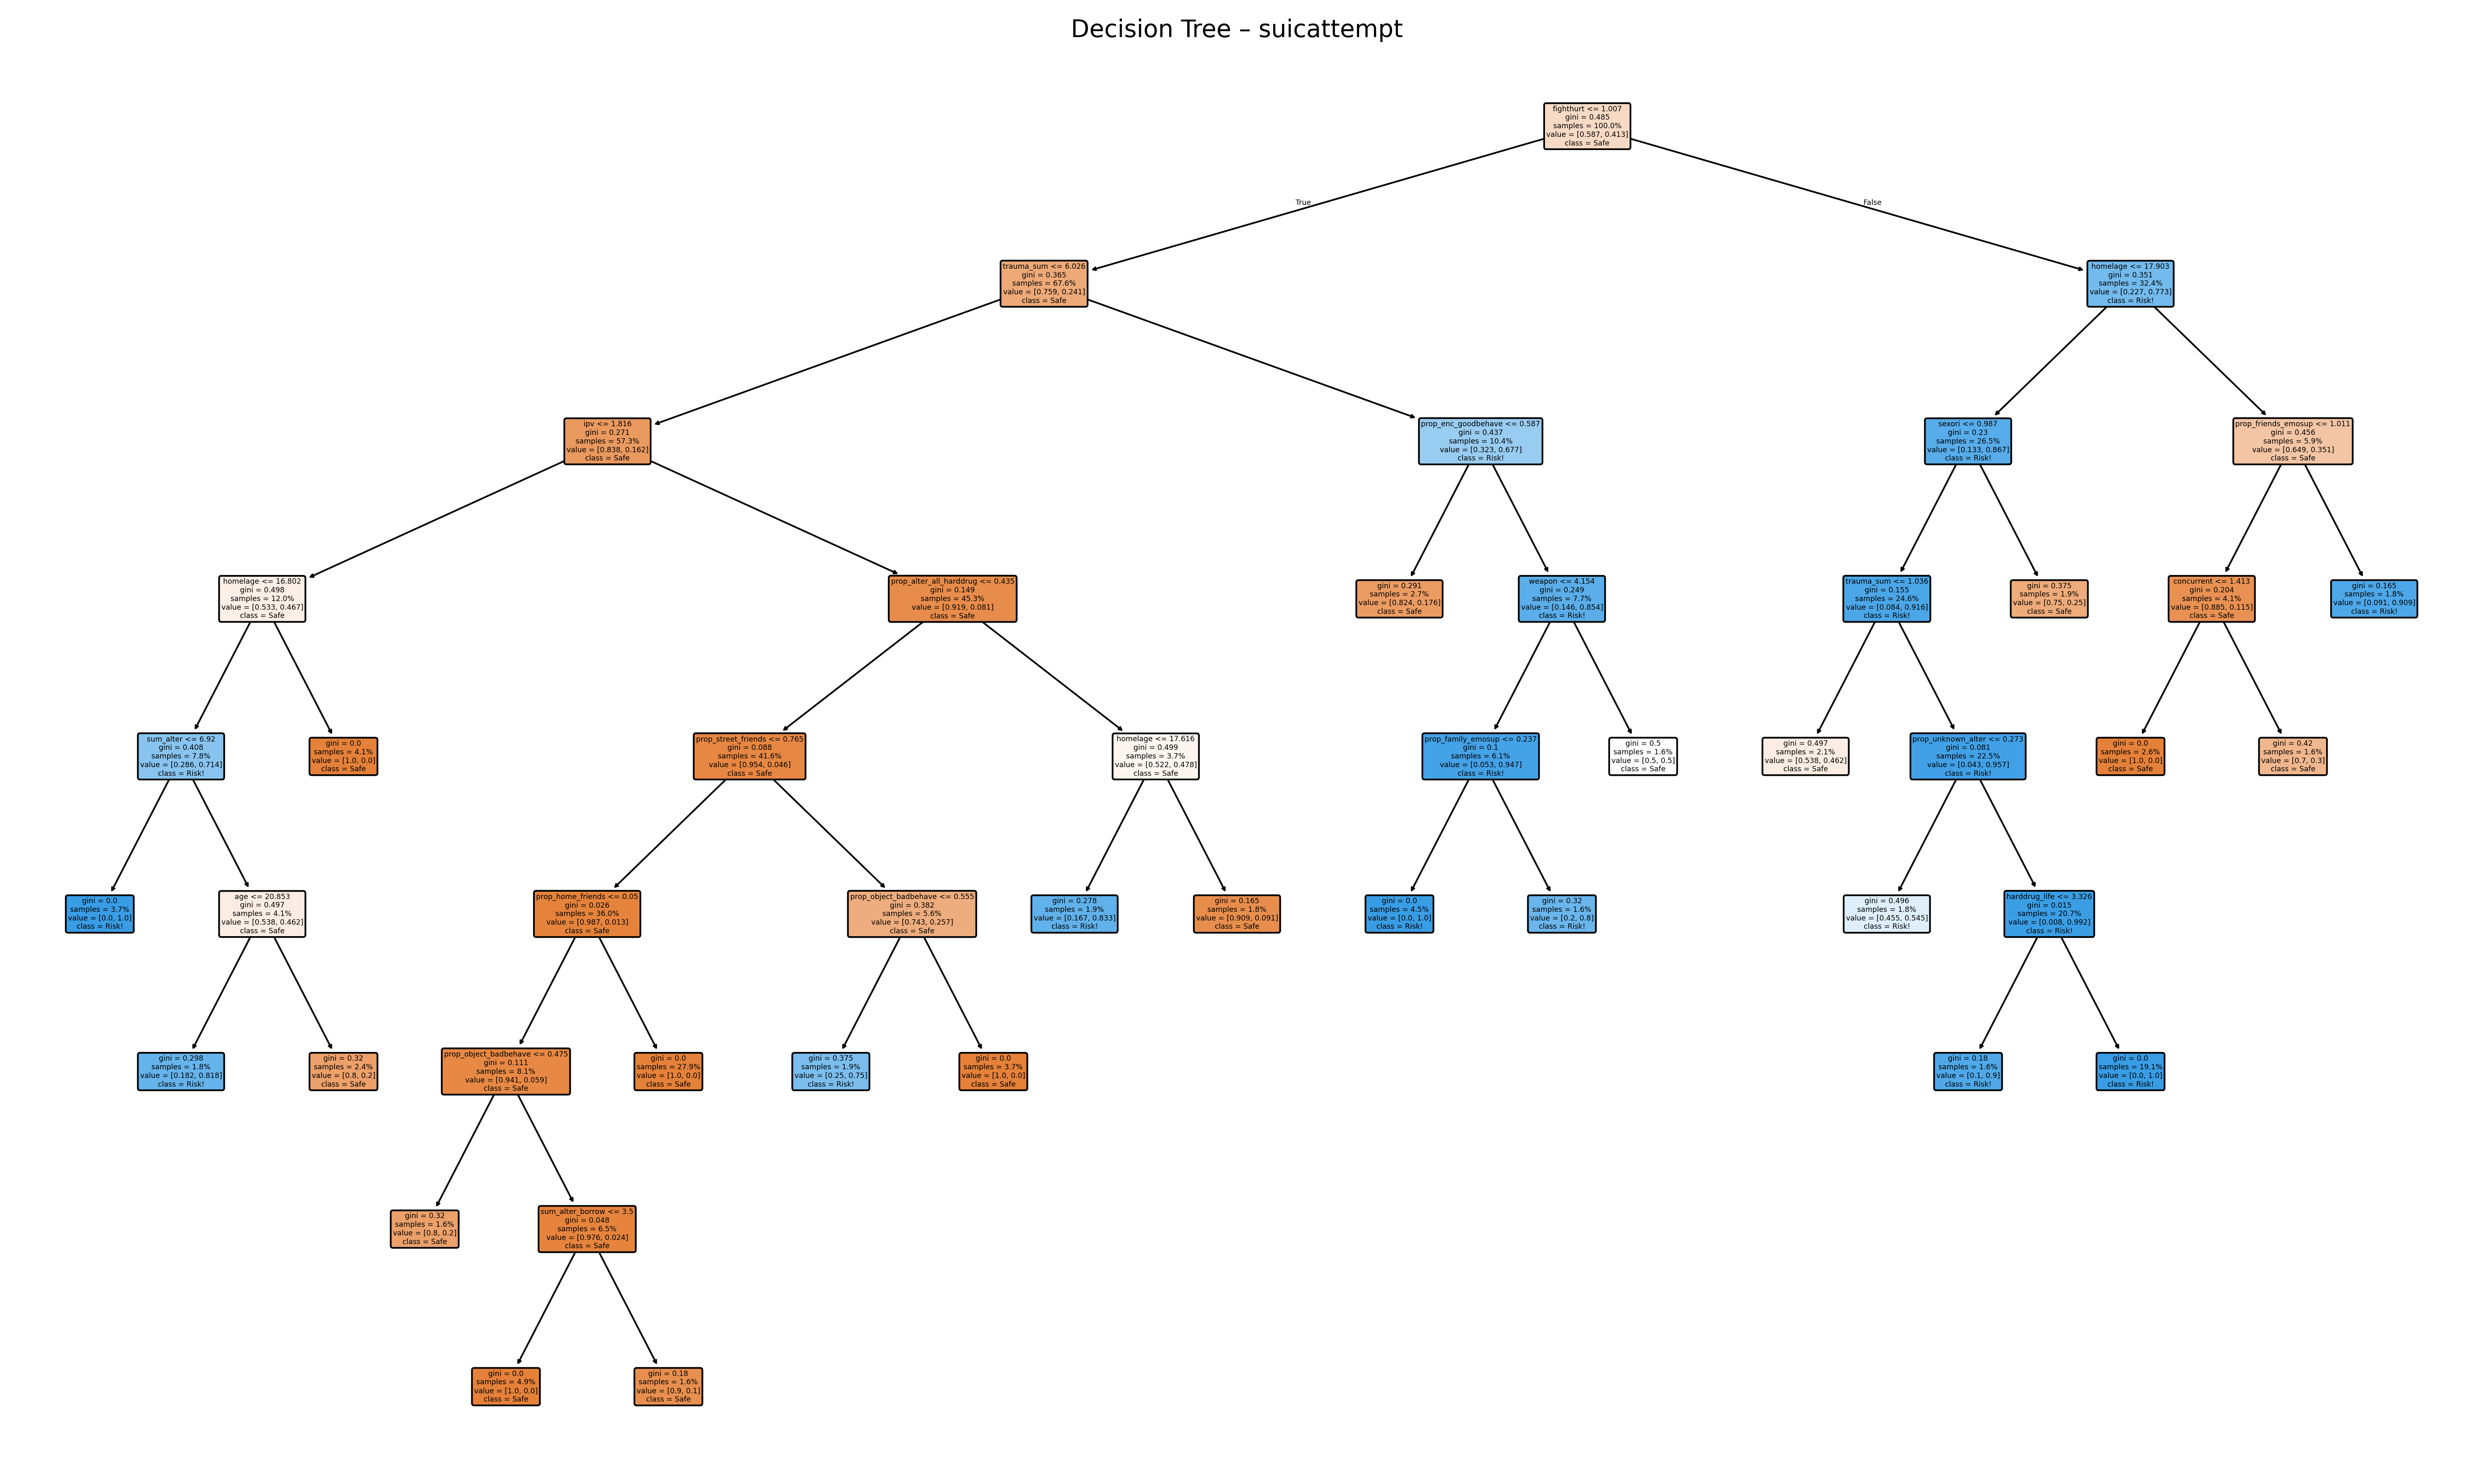 Decision Tree – suicattempt
fighthurt <= 1.007
gini = 0.485
samples = 100.0%
value = [0.587, 0.413]
class = Safe
True
False
trauma_sum <= 6.026
gini = 0.365
samples = 67.6%
value = [0.759, 0.241]
class = Safe
homelage <= 17.903
gini = 0.351
samples = 32.4%
value = [0.227, 0.773]
class = Risk!
ipv <= 1.816
gini = 0.271
samples = 57.3%
value = [0.838, 0.162]
class = Safe
prop_enc_goodbehave <= 0.587
gini = 0.437
samples = 10.4%
value = [0.323, 0.677]
class = Risk!
sexori <= 0.987
gini = 0.23
samples = 26.5%
value = [0.133, 0.867]
class = Risk!
prop_friends_emosup <= 1.011
gini = 0.456
samples = 5.9%
value = [0.649, 0.351]
class = Safe
homelage <= 16.802
gini = 0.498
samples = 12.0%
value = [0.533, 0.467]
class = Safe
prop_alter_all_harddrug <= 0.435
gini = 0.149
samples = 45.3%
value = [0.919, 0.081]
class = Safe
gini = 0.291
samples = 2.7%
value = [0.824, 0.176]
class = Safe
weapon <= 4.154
gini = 0.249
samples = 7.7%
value = [0.146, 0.854]
class = Risk!
trauma_sum <= 1.036
gini = 0.155
samples = 24.6%
value = [0.084, 0.916]
class = Risk!
gini = 0.375
samples = 1.9%
value = [0.75, 0.25]
class = Safe
concurrent <= 1.413
gini = 0.204
samples = 4.1%
value = [0.885, 0.115]
class = Safe
gini = 0.165
samples = 1.8%
value = [0.091, 0.909]
class = Risk!
sum_alter <= 6.92
gini = 0.408
samples = 7.8%
value = [0.286, 0.714]
class = Risk!
gini = 0.0
samples = 4.1%
value = [1.0, 0.0]
class = Safe
prop_street_friends <= 0.765
gini = 0.088
samples = 41.6%
value = [0.954, 0.046]
class = Safe
homelage <= 17.616
gini = 0.499
samples = 3.7%
value = [0.522, 0.478]
class = Safe
prop_family_emosup <= 0.237
gini = 0.1
samples = 6.1%
value = [0.053, 0.947]
class = Risk!
gini = 0.5
samples = 1.6%
value = [0.5, 0.5]
class = Safe
gini = 0.497
samples = 2.1%
value = [0.538, 0.462]
class = Safe
prop_unknown_alter <= 0.273
gini = 0.081
samples = 22.5%
value = [0.043, 0.957]
class = Risk!
gini = 0.0
samples = 2.6%
value = [1.0, 0.0]
class = Safe
gini = 0.42
samples = 1.6%
value = [0.7, 0.3]
class = Safe
gini = 0.0
samples = 3.7%
value = [0.0, 1.0]
class = Risk!
age <= 20.853
gini = 0.497
samples = 4.1%
value = [0.538, 0.462]
class = Safe
prop_home_friends <= 0.05
gini = 0.026
samples = 36.0%
value = [0.987, 0.013]
class = Safe
prop_object_badbehave <= 0.555
gini = 0.382
samples = 5.6%
value = [0.743, 0.257]
class = Safe
gini = 0.278
samples = 1.9%
value = [0.167, 0.833]
class = Risk!
gini = 0.165
samples = 1.8%
value = [0.909, 0.091]
class = Safe
gini = 0.0
samples = 4.5%
value = [0.0, 1.0]
class = Risk!
gini = 0.32
samples = 1.6%
value = [0.2, 0.8]
class = Risk!
gini = 0.496
samples = 1.8%
value = [0.455, 0.545]
class = Risk!
harddrug_life <= 3.326
gini = 0.015
samples = 20.7%
value = [0.008, 0.992]
class = Risk!
gini = 0.298
samples = 1.8%
value = [0.182, 0.818]
class = Risk!
gini = 0.32
samples = 2.4%
value = [0.8, 0.2]
class = Safe
prop_object_badbehave <= 0.475
gini = 0.111
samples = 8.1%
value = [0.941, 0.059]
class = Safe
gini = 0.0
samples = 27.9%
value = [1.0, 0.0]
class = Safe
gini = 0.375
samples = 1.9%
value = [0.25, 0.75]
class = Risk!
gini = 0.0
samples = 3.7%
value = [1.0, 0.0]
class = Safe
gini = 0.18
samples = 1.6%
value = [0.1, 0.9]
class = Risk!
gini = 0.0
samples = 19.1%
value = [0.0, 1.0]
class = Risk!
gini = 0.32
samples = 1.6%
value = [0.8, 0.2]
class = Safe
sum_alter_borrow <= 3.5
gini = 0.048
samples = 6.5%
value = [0.976, 0.024]
class = Safe
gini = 0.0
samples = 4.9%
value = [1.0, 0.0]
class = Safe
gini = 0.18
samples = 1.6%
value = [0.9, 0.1]
class = Safe